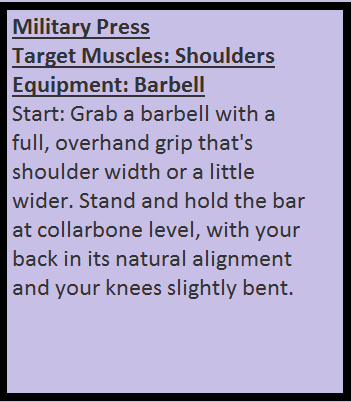 Military Press
Target Muscles: Shoulders
Equipment: Barbell
Start: Grab a barbell with a
full, overhand grip that's
shoulder width or a little
wider. Stand and hold the bar
at collarbone level, with your
back in its natural alignment
and your knees slightly bent.